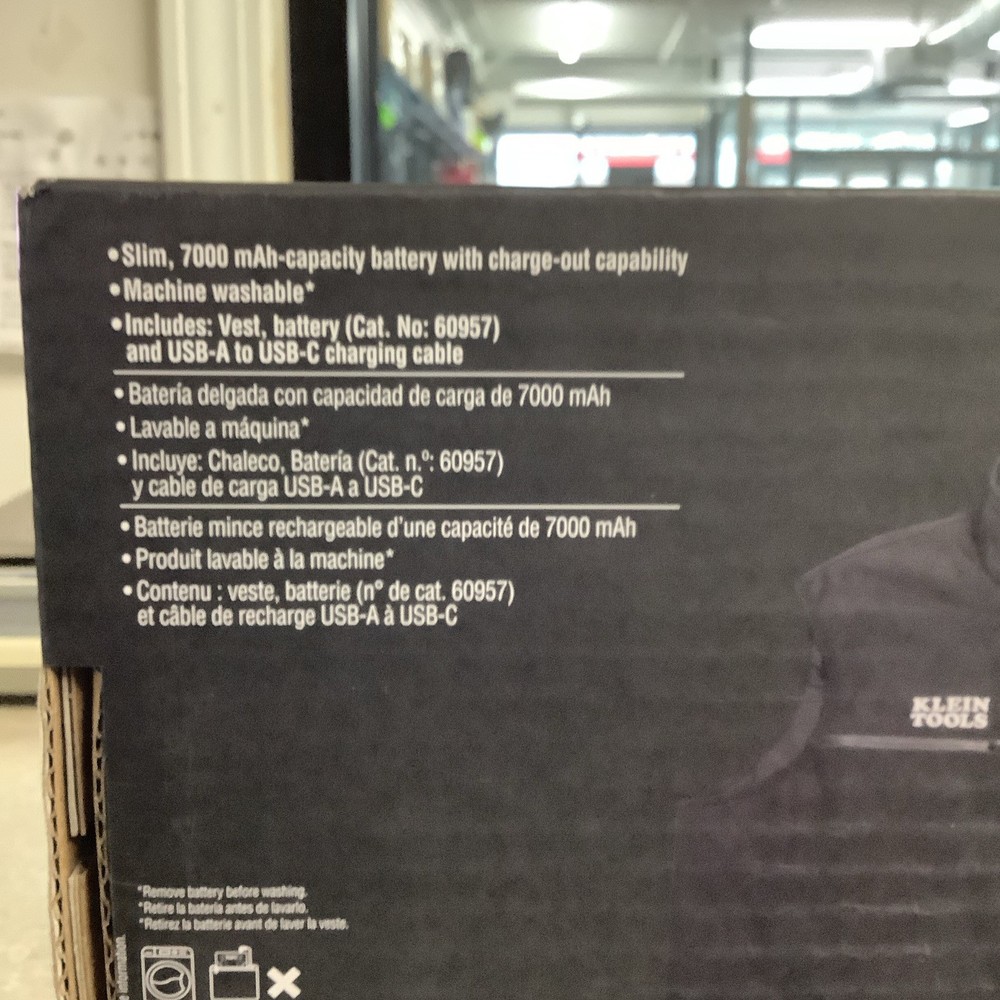 •Slim, 7000 mAh-capacity battery with charge-out capability
•Machine washable*
•Includes: Vest, battery (Cat. No: 60957)
and USB-A to USB-C charging cable
• Batería delgada con capacidad de carga de 7000 mAh
• Lavable a máquina*
• Incluye: Chaleco, Batería (Cat. n.º: 60957)
y cable de carga USB-A a USB-C
• Batterie mince rechargeable d'une capacité de 7000 mAh
• Produit lavable à la machine*
• Contenu : veste, batterie (n° de cat. 60957)
et câble de recharge USB-A à USB-C
KLEIN
TOOLS
*Remove battery before washing.
*Retire la batería antes de lavarlo.
*Retirez la batterie avant de laver la veste.
information.